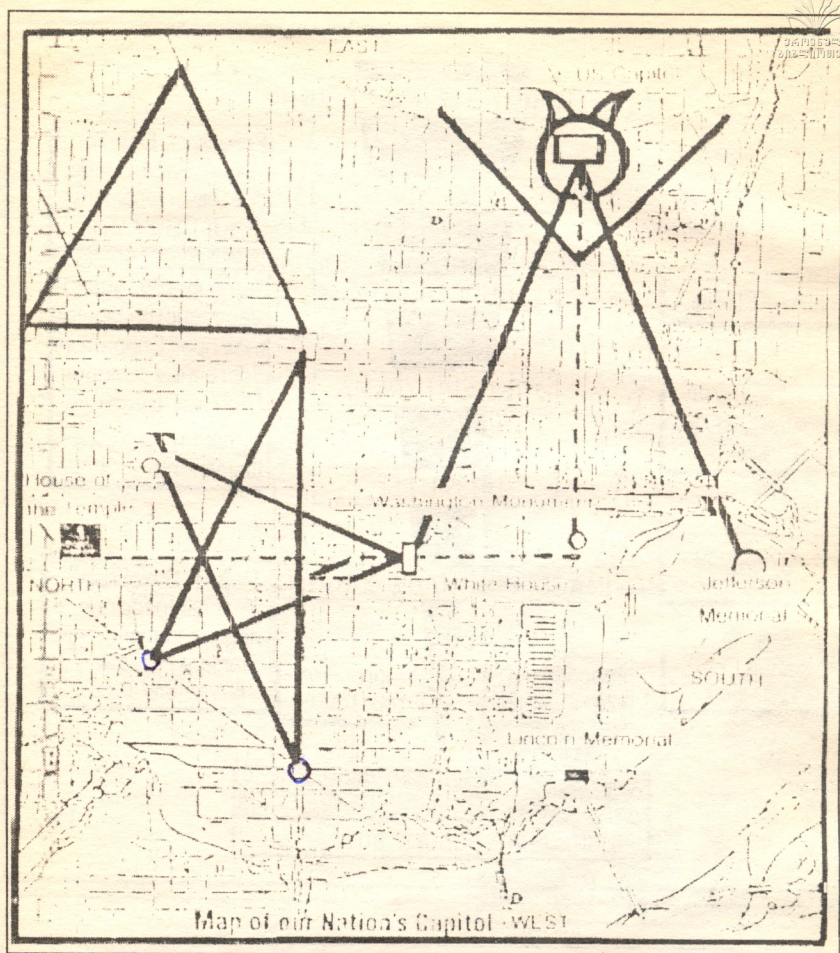 EAST
US Capitol
House of
the Temple
Washington Monument
NORTH
White House
Jefferson
Memorial
SOUTH
Lincoln Memorial
Map of our Nation's Capitol - WEST